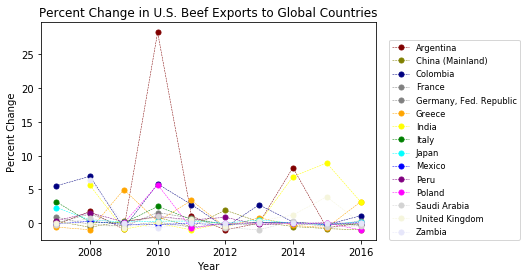 Percent Change in U.S. Beef Exports to Global Countries
Percent Change
25
20
15
10
5
0
2008
2010
2012
2014
2016
Year
Argentina
China (Mainland)
Colombia
France
Germany, Fed. Republic
Greece
India
Italy
Japan
Mexico
Peru
Poland
Saudi Arabia
United Kingdom
Zambia